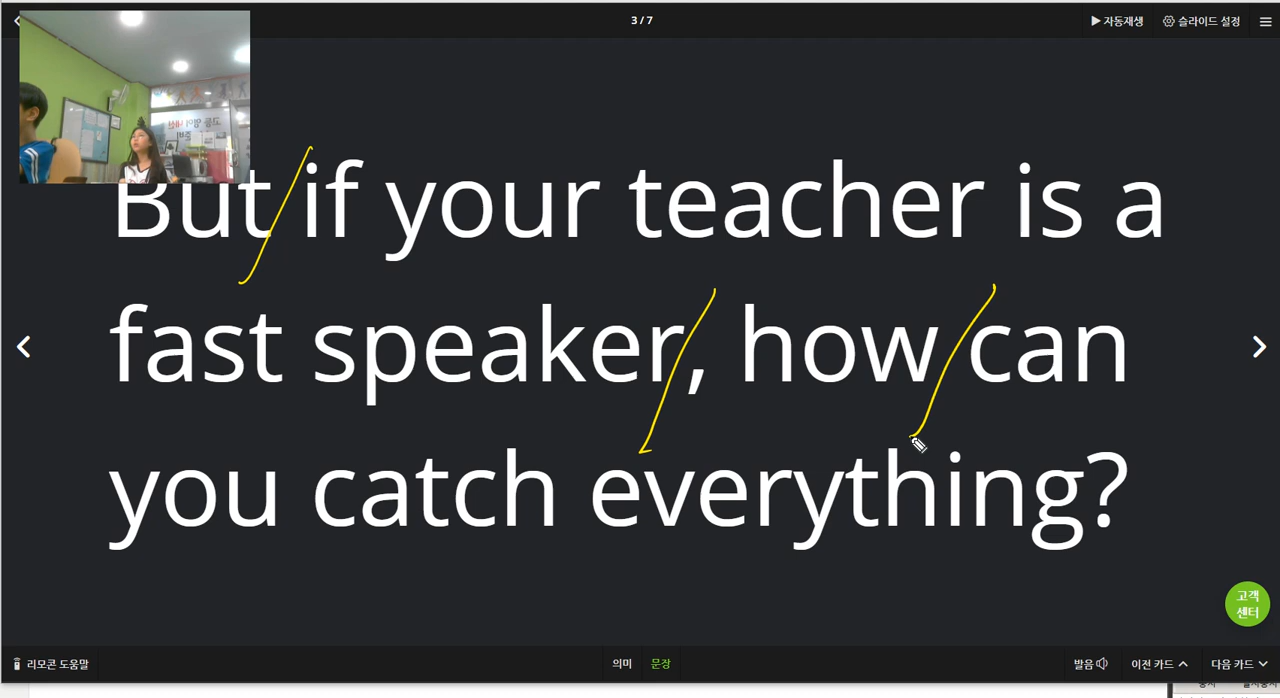 3 / 7
▶ 자동재생
슬라이드 설정
But if your teacher is a
fast speaker, how can
you catch everything?
고객
센터
리모콘 도움말
의미
문장
발음
이전 카드
다음 카드